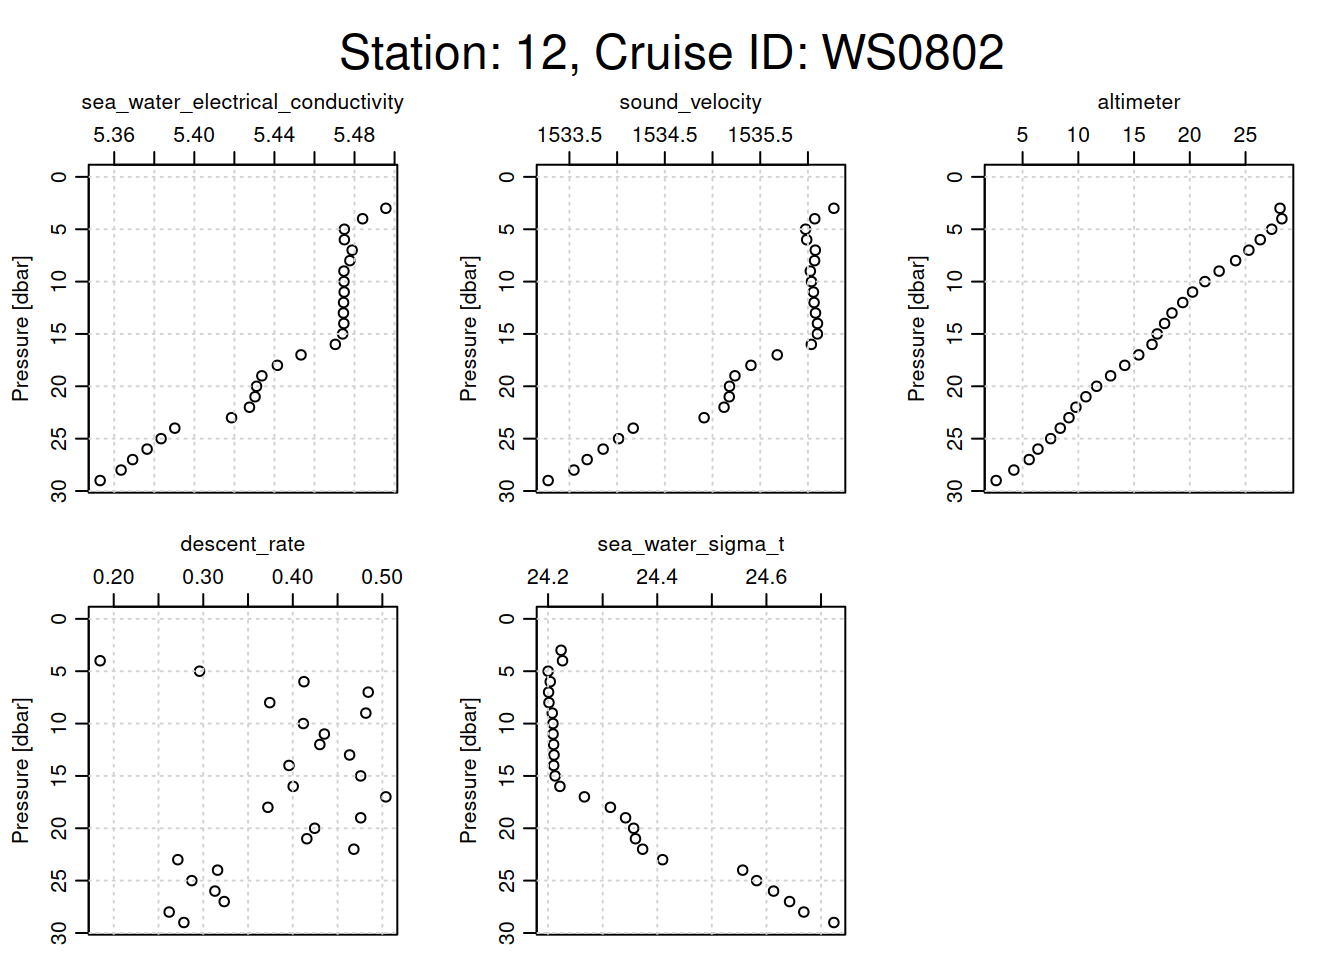 Station: 12, Cruise ID: WS0802
sea_water_electrical_conductivity
5.36 5.40 5.44 5.48
Pressure [dbar]
0 5 10 15 20 25 30
sound_velocity
1533.5 1534.5 1535.5
Pressure [dbar]
0 5 10 15 20 25 30
altimeter
5 10 15 20 25
Pressure [dbar]
0 5 10 15 20 25 30
descent_rate
0.20 0.30 0.40 0.50
Pressure [dbar]
0 5 10 15 20 25 30
sea_water_sigma_t
24.2 24.4 24.6
Pressure [dbar]
0 5 10 15 20 25 30